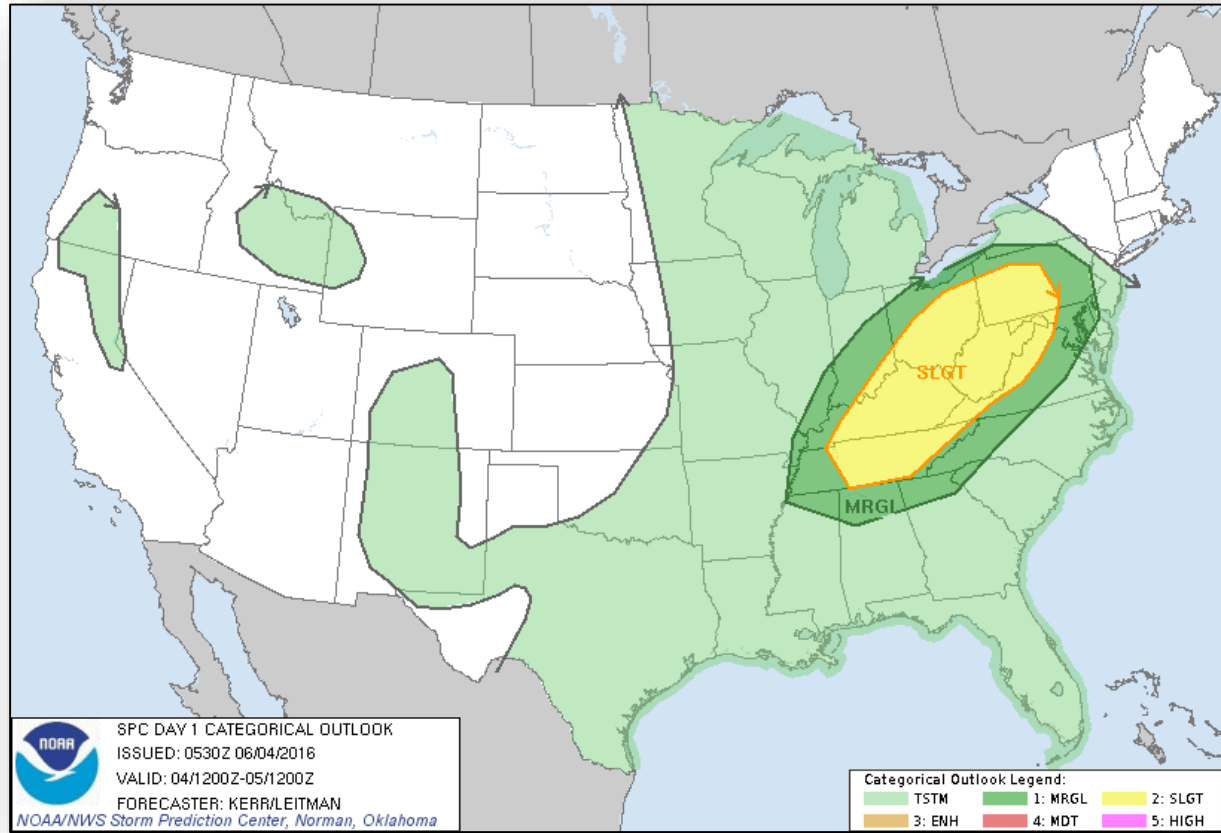 SLGT
MRGL
NOAA
SPC DAY 1 CATEGORICAL OUTLOOK
ISSUED: 0530Z 06/04/2016
VALID: 04/1200Z-05/1200Z
FORECASTER: KERR/LEITMAN
NOAA/NWS Storm Prediction Center, Norman, Oklahoma
Categorical Outlook Legend:
TSTM 1: MRGL 2: SLGT
3: ENH 4: MDT 5: HIGH